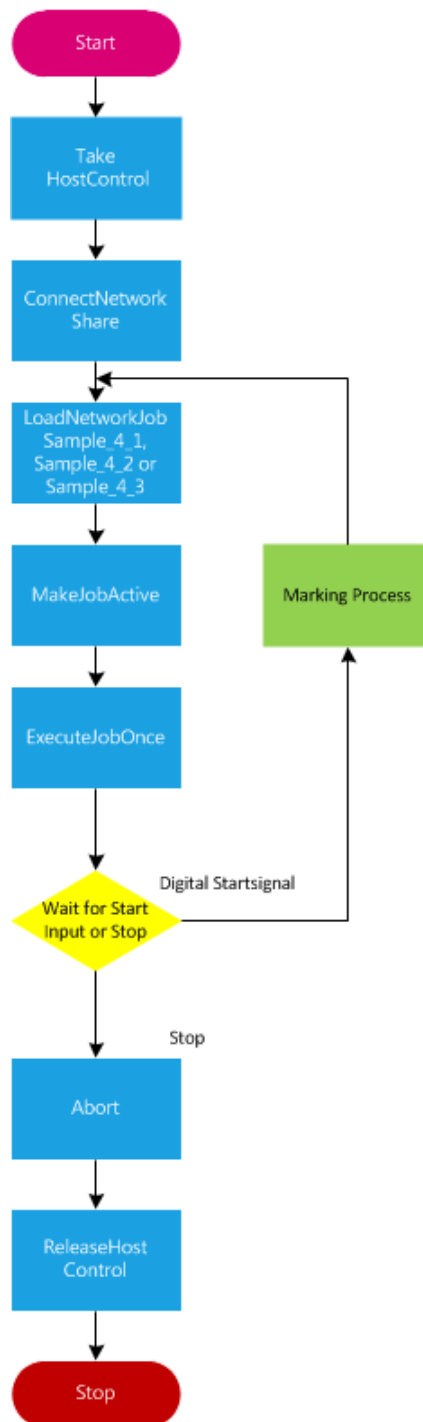 Start
Take
HostControl
ConnectNetwork
Share
LoadNetworkJob
Sample_4_1,
Sample_4_2 or
Sample_4_3
MakeJobActive
Marking Process
ExecuteJobOnce
Digital Startsignal
Wait for Start
Input or Stop
Stop
Abort
ReleaseHost
Control
Stop